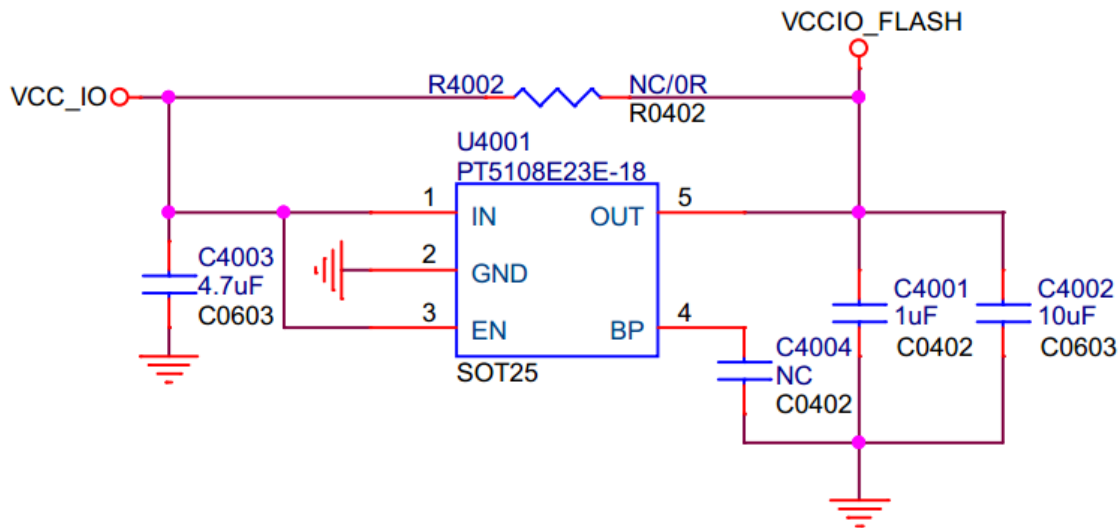 VCCIO_FLASH
VCC_IO
R4002
NC/0R
R0402
U4001
PT5108E23E-18
1
IN
OUT
5
2
GND
3
EN
BP
4
SOT25
C4003
4.7uF
C0603
C4004
NC
C0402
C4001
1uF
C0402
C4002
10uF
C0603